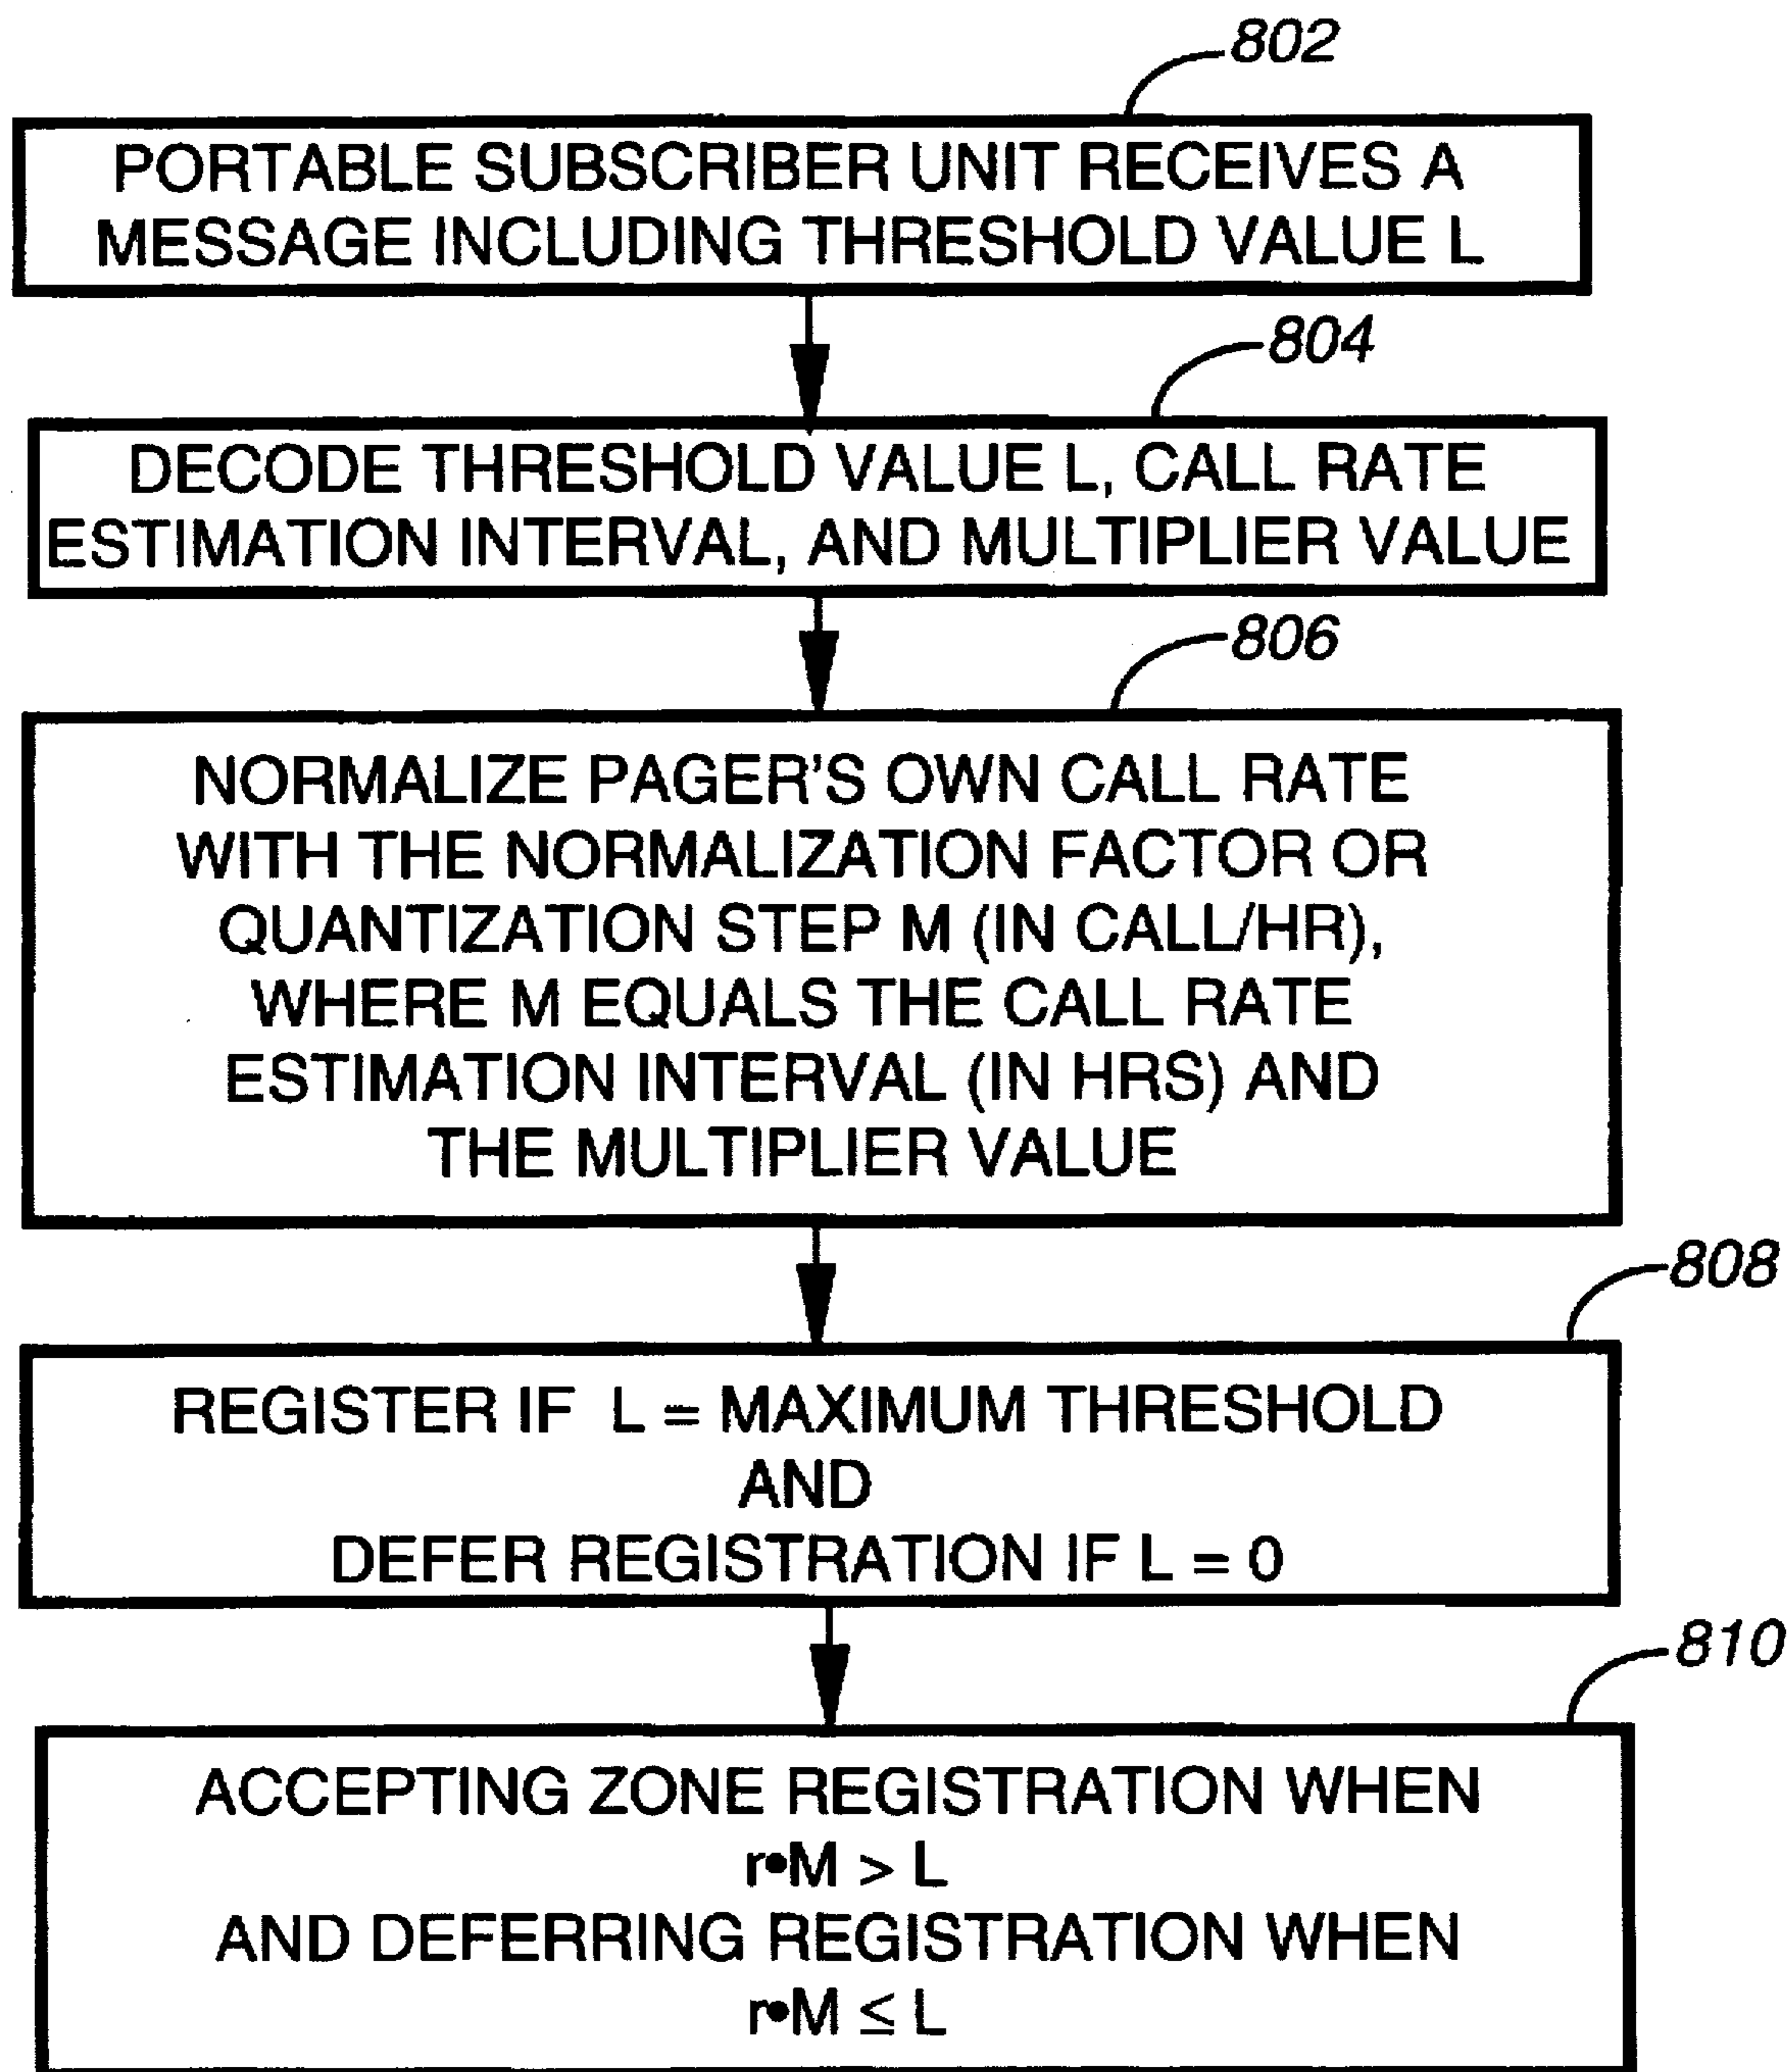 802
PORTABLE SUBSCRIBER UNIT RECEIVES A
MESSAGE INCLUDING THRESHOLD VALUE L
804
DECODE THRESHOLD VALUE L, CALL RATE
ESTIMATION INTERVAL, AND MULTIPLIER VALUE
806
NORMALIZE PAGER'S OWN CALL RATE
WITH THE NORMALIZATION FACTOR OR
QUANTIZATION STEP M (IN CALL/HR),
WHERE M EQUALS THE CALL RATE
ESTIMATION INTERVAL (IN HRS) AND
THE MULTIPLIER VALUE
808
REGISTER IF L = MAXIMUM THRESHOLD
AND
DEFER REGISTRATION IF L = 0
810
ACCEPTING ZONE REGISTRATION WHEN
r•M > L
AND DEFERRING REGISTRATION WHEN
r•M ≤ L